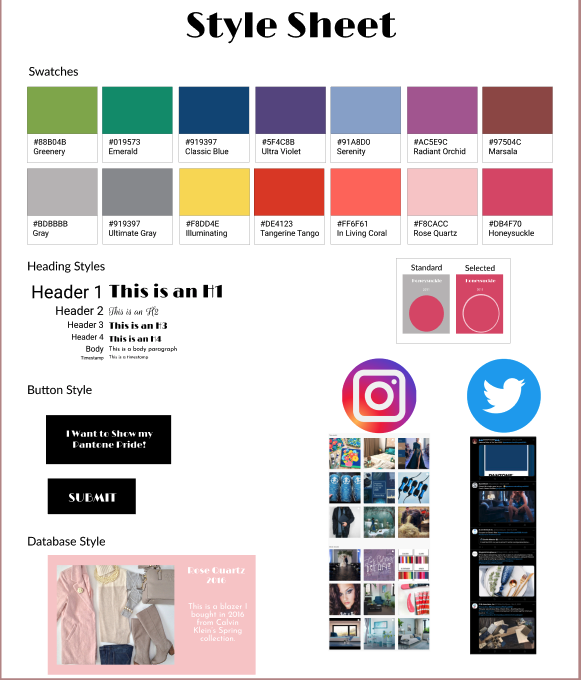 Style Sheet
Swatches
#88B04B
Greenery
#019573
Emerald
#919397
Classic Blue
#5F4C8B
Ultra Violet
#91A8D0
Serenity
#AC5E9C
Radiant Orchid
#97504C
Marsala
#BDBBBB
Gray
#919397
Ultimate Gray
#F8DD4E
Illuminating
#DE4123
Tangerine Tango
#FF6F61
In Living Coral
#F8CACC
Rose Quartz
#DB4F70
Honeysuckle
Heading Styles
Header 1 This is an H1
Header 2 This is an H2
Header 3 This is an H3
Header 4 This is an H4
Body This is a body paragraph
Timestamp This is a timestamp
Standard
Honeysuckle
Selected
Honeysuckle
Button Style
I Want to Show my
Pantone Pride!
SUBMIT
PANTONE
Database Style
Rose Quartz
2016
This is a blazer I
bought in 2016
from Calvin
Klein's Spring
collection.